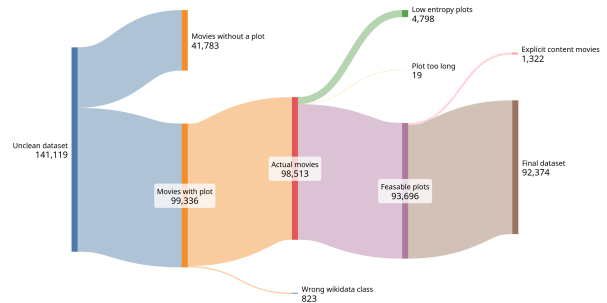 Low entropy plots
4,798
Movies without a plot
41,783
Explicit content movies
1,322
Plot too long
19
Unclean dataset
141,119
Actual movies
98,513
Final dataset
92,374
Movies with plot
99,336
Feasable plots
93,696
Wrong wikidata class
823